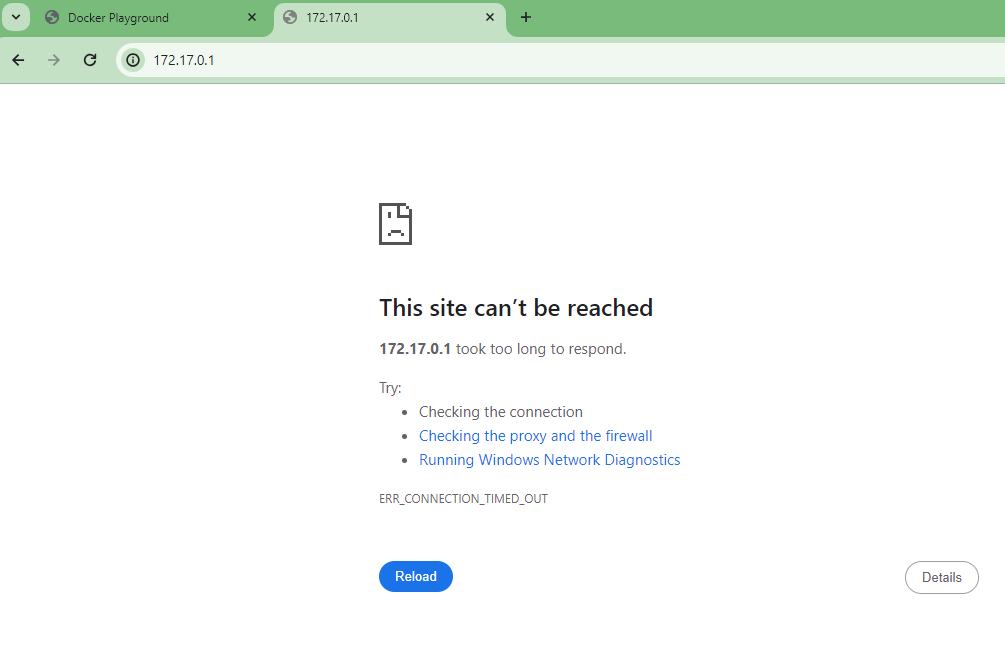 Docker Playground
172.17.0.1
172.17.0.1
This site can’t be reached
172.17.0.1 took too long to respond.
Try:
Checking the connection
Checking the proxy and the firewall
Running Windows Network Diagnostics
ERR_CONNECTION_TIMED_OUT
Reload
Details